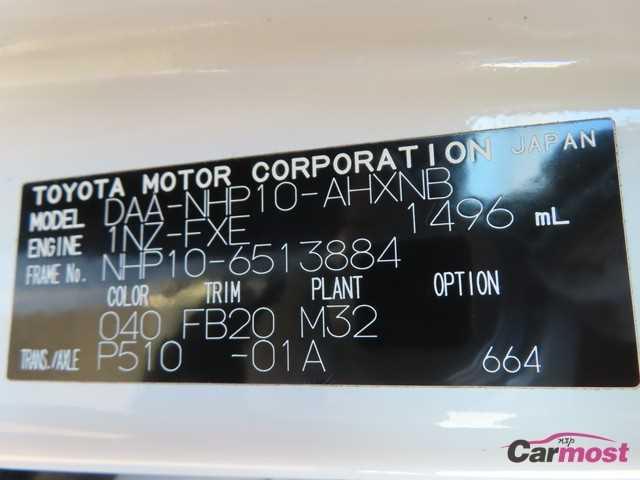 TOYOTA MOTOR CORPORATION JAPAN
MODEL DAA-NHP10-AHXNB
ENGINE 1NZ-FXE 1496 mL
FRAME No. NHP10-6513884
COLOR TRIM PLANT OPTION
040 FB20 M32
TRANS./AXLE P510 -01A 664
Carmost